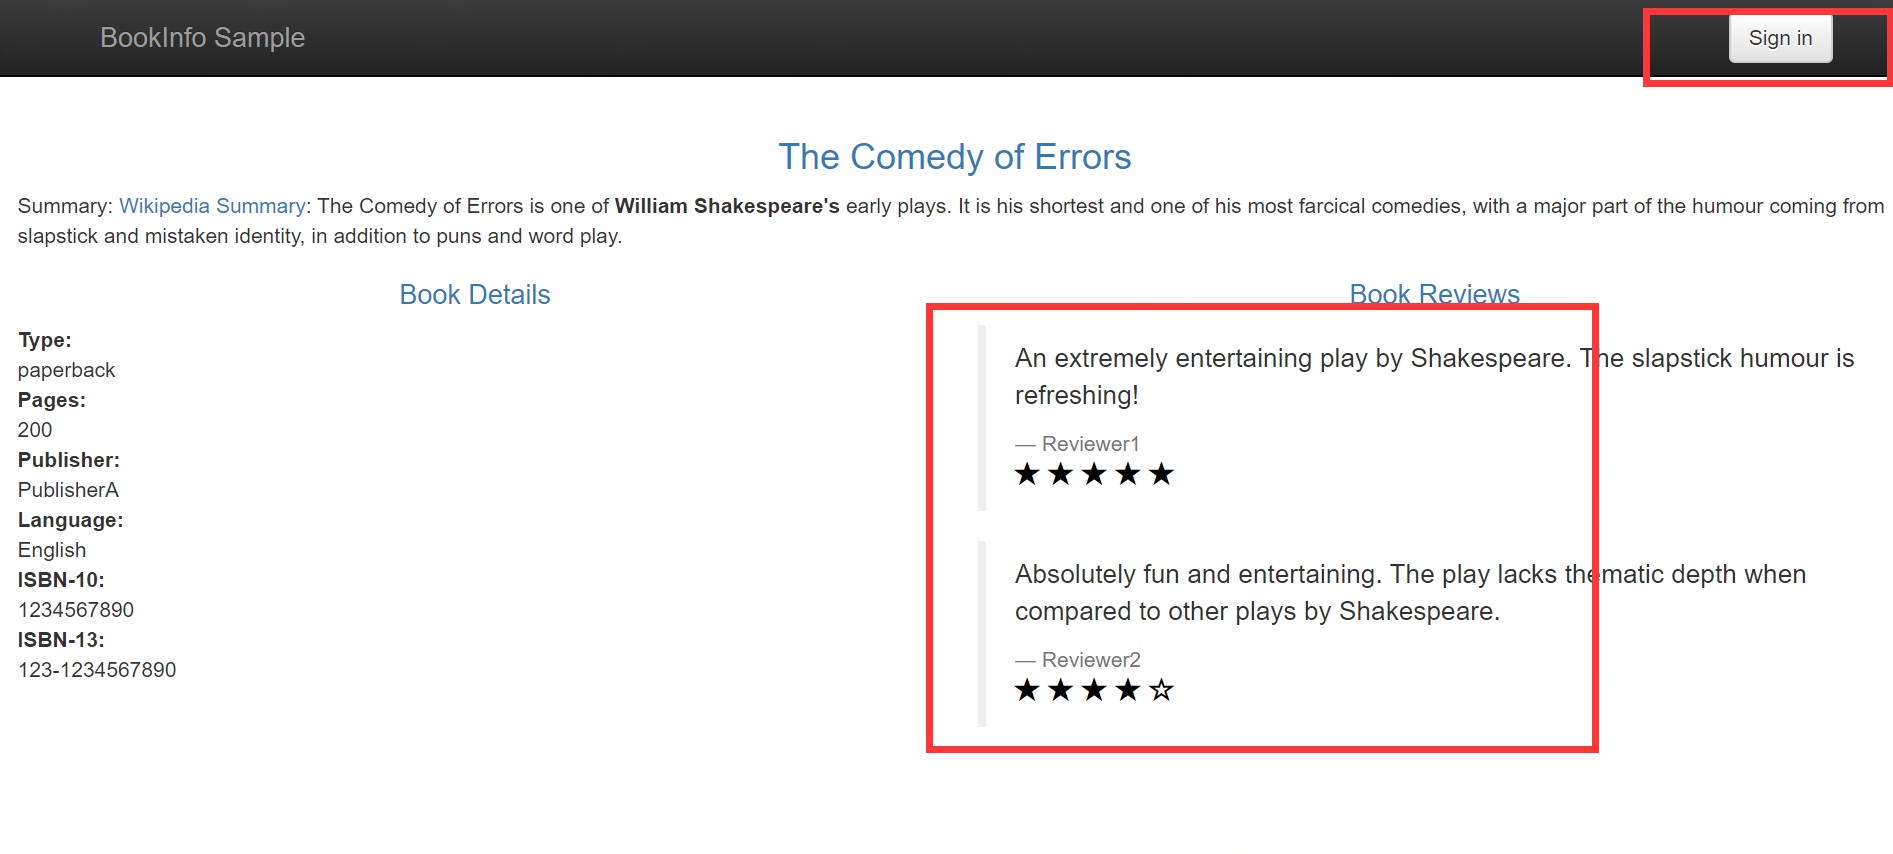 BookInfo Sample
Sign in
The Comedy of Errors
Summary: Wikipedia Summary: The Comedy of Errors is one of William Shakespeare's early plays. It is his shortest and one of his most farcical comedies, with a major part of the humour coming from
slapstick and mistaken identity, in addition to puns and word play.
Book Details
Type:
paperback
Pages:
200
Publisher:
PublisherA
Language:
English
ISBN-10:
1234567890
ISBN-13:
123-1234567890
Book Reviews
An extremely entertaining play by Shakespeare. The slapstick humour is
refreshing!
— Reviewer1
★ ★ ★ ★ ★
Absolutely fun and entertaining. The play lacks thematic depth when
compared to other plays by Shakespeare.
— Reviewer2
★ ★ ★ ★ ☆